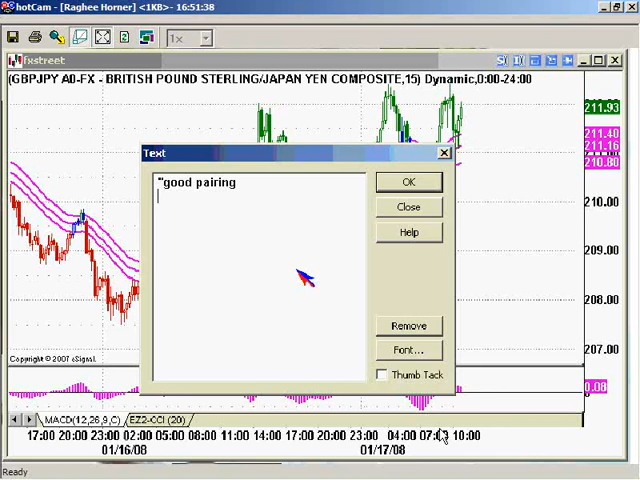 hotCam - [Raghee Horner] <1KB> - 16:51:38
1x
fxstreet
(GBPJPY A0-FX - BRITISH POUND STERLING/JAPAN YEN COMPOSITE,15) Dynamic,0:00-24:00
211.93
211.40
211.16
210.80
210.00
209.00
208.00
207.00
Text
"good pairing
OK
Close
Help
Remove
Font...
Thumb Tack
Copyright © 2007 eSignal.
0.08
MACD(12,26,9,C) EZ2-CCI (20)
17:00 20:00 23:00 02:00 05:00 08:00 11:00 14:00 17:00 20:00 23:00 04:00 07:00 10:00
01/16/08 01/17/08
Ready